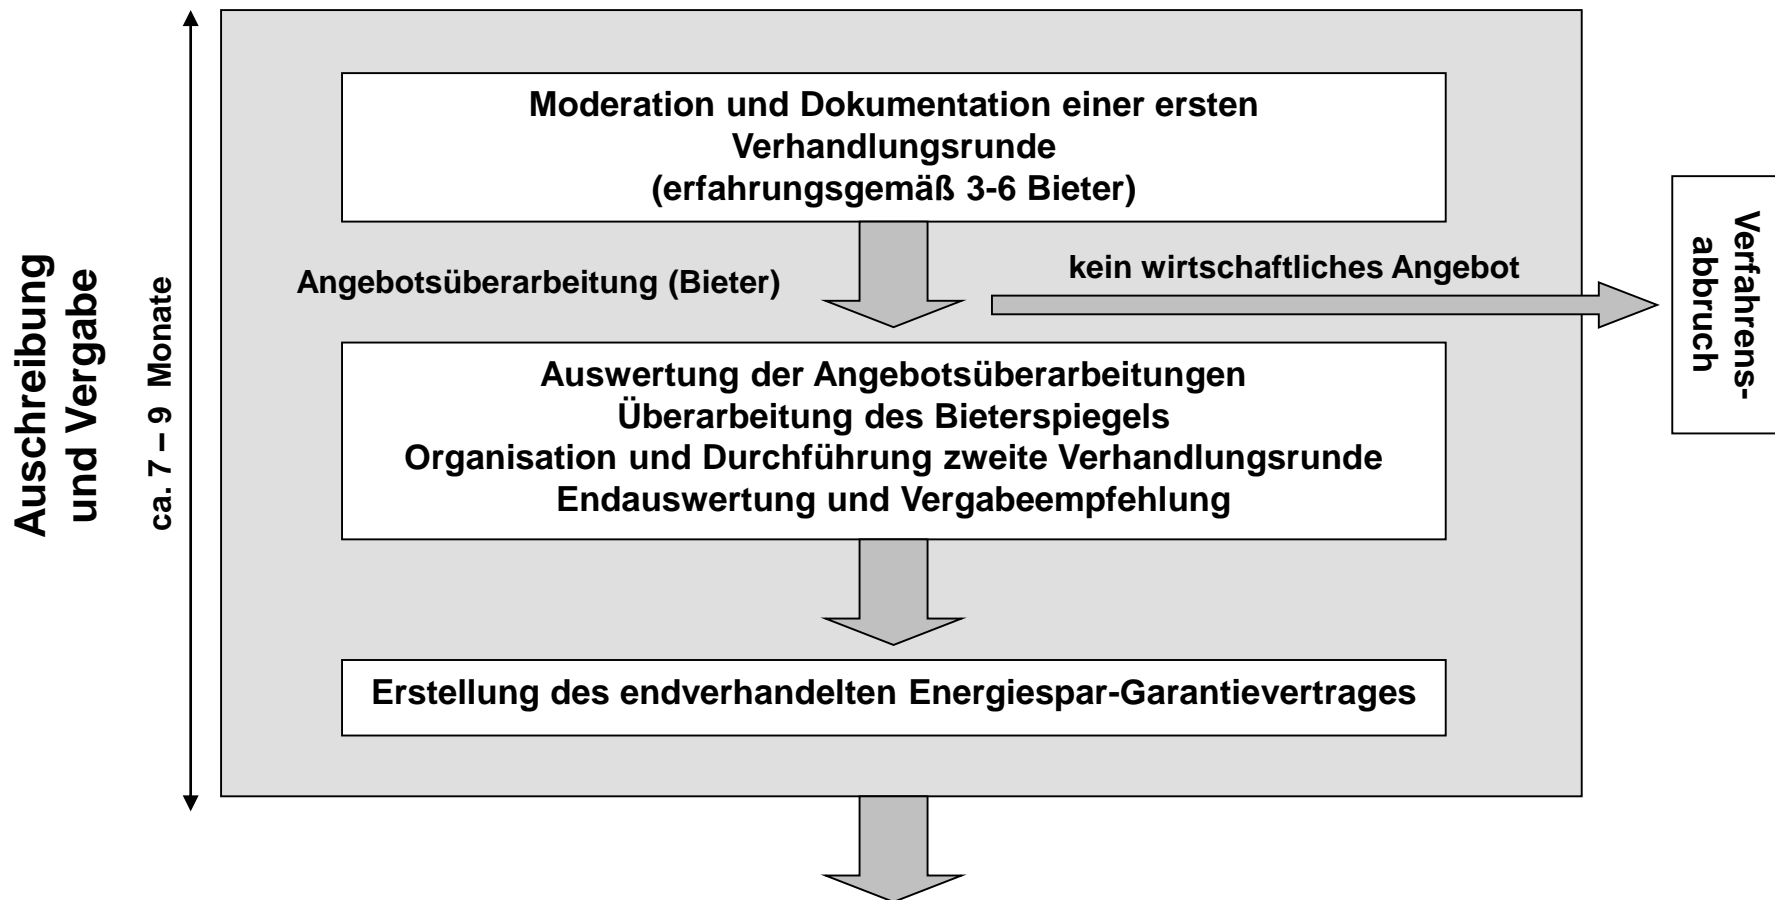 Auschreibung
und Vergabe
ca. 7 – 9 Monate
Moderation und Dokumentation einer ersten
Verhandlungsrunde
(erfahrungsgemäß 3-6 Bieter)
Angebotsüberarbeitung (Bieter)
kein wirtschaftliches Angebot
Verfahrens-
abbruch
Auswertung der Angebotsüberarbeitungen
Überarbeitung des Bieterspiegels
Organisation und Durchführung zweite Verhandlungsrunde
Endauswertung und Vergabeempfehlung
Erstellung des endverhandelten Energiespar-Garantievertrages